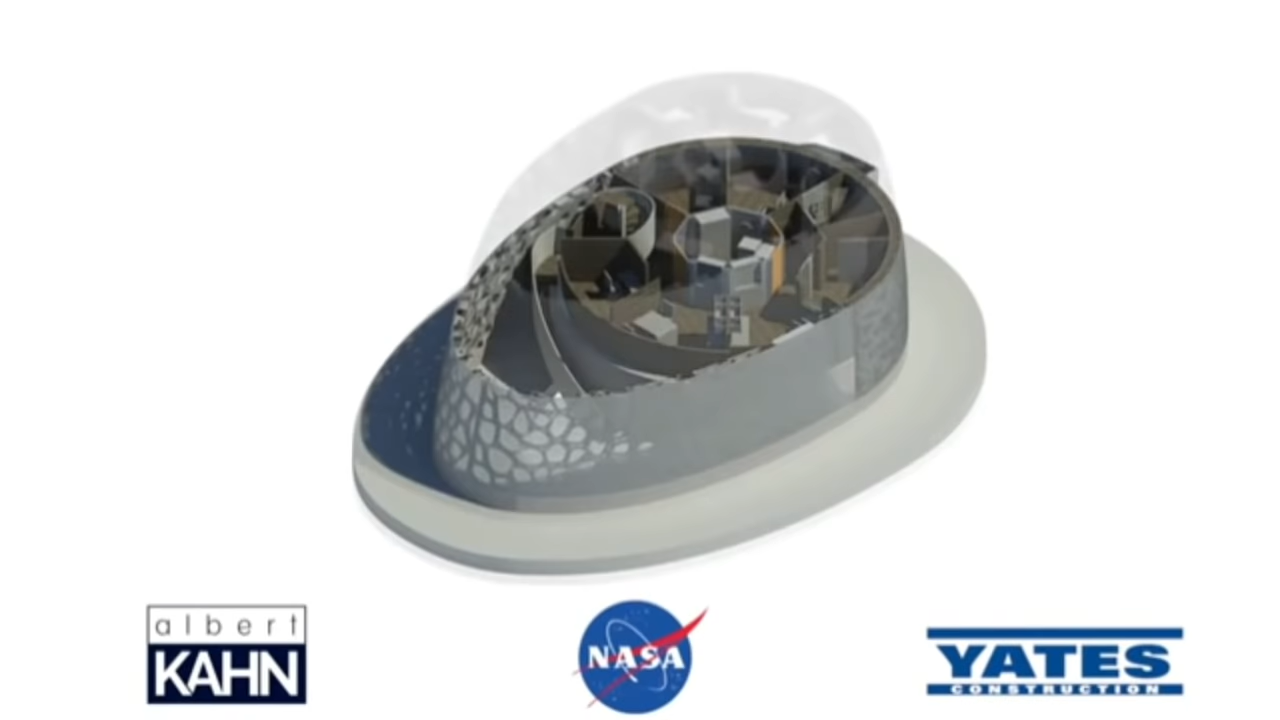 albert
KAHN
NASA
YATES
CONSTRUCTION